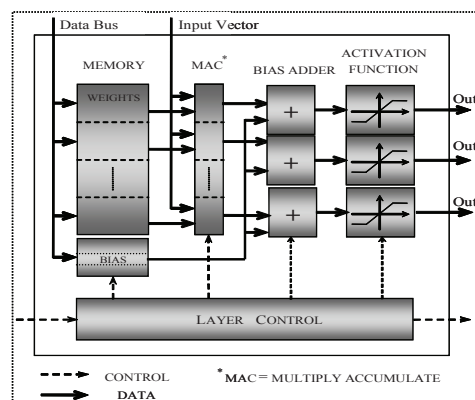 Data Bus Input Vector
MEMORY MAC* BIAS ADDER ACTIVATION FUNCTION
WEIGHTS
+
Out
+
Out
+
Out
BIAS
LAYER CONTROL
CONTROL *MAC = MULTIPLY ACCUMULATE
DATA